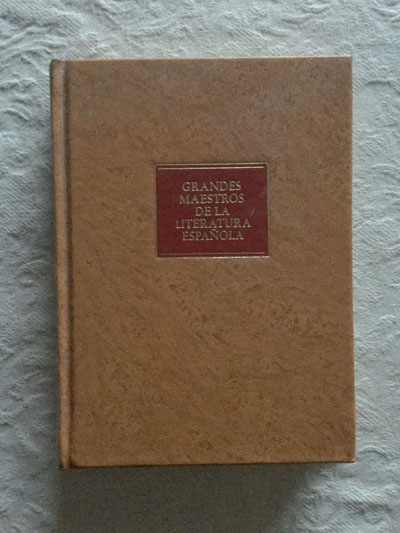 GRANDES
MAESTROS
DE LA
LITERATURA
ESPAÑOLA